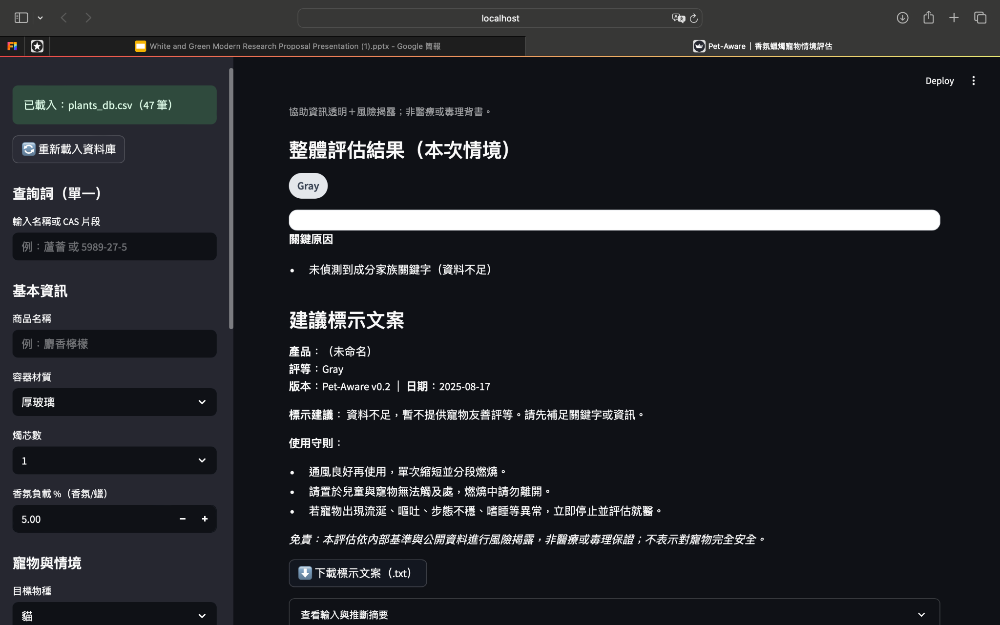 localhost
White and Green Modern Research Proposal Presentation (1).pptx - Google 簡報
Pet-Aware｜香氛蠟燭寵物情境評估
已載入：plants_db.csv（47 筆）
重新載入資料庫
查詢詞（單一）
輸入名稱或 CAS 片段
例：蘆薈 或 5989-27-5
基本資訊
商品名稱
例：麝香檸檬
容器材質
厚玻璃
燭芯數
1
香氛負載 %（香氛/蠟）
5.00
寵物與情境
目標物種
貓
Deploy
協助資訊透明＋風險揭露；非醫療或毒理背書。
整體評估結果（本次情境）
Gray
關鍵原因
• 未偵測到成分家族關鍵字（資料不足）
建議標示文案
產品：（未命名）
評等：Gray
版本：Pet-Aware v0.2｜日期：2025-08-17
標示建議： 資料不足，暫不提供寵物友善評等。請先補足關鍵字或資訊。
使用守則：
• 通風良好再使用，單次縮短並分段燃燒。
• 請置於兒童與寵物無法觸及處，燃燒中請勿離開。
• 若寵物出現流涎、嘔吐、步態不穩、嗜睡等異常，立即停止並評估就醫。
免責：本評估依內部基準與公開資料進行風險揭露，非醫療或毒理保證；不表示對寵物完全安全。
下載標示文案（.txt）
查看輸入與推斷摘要